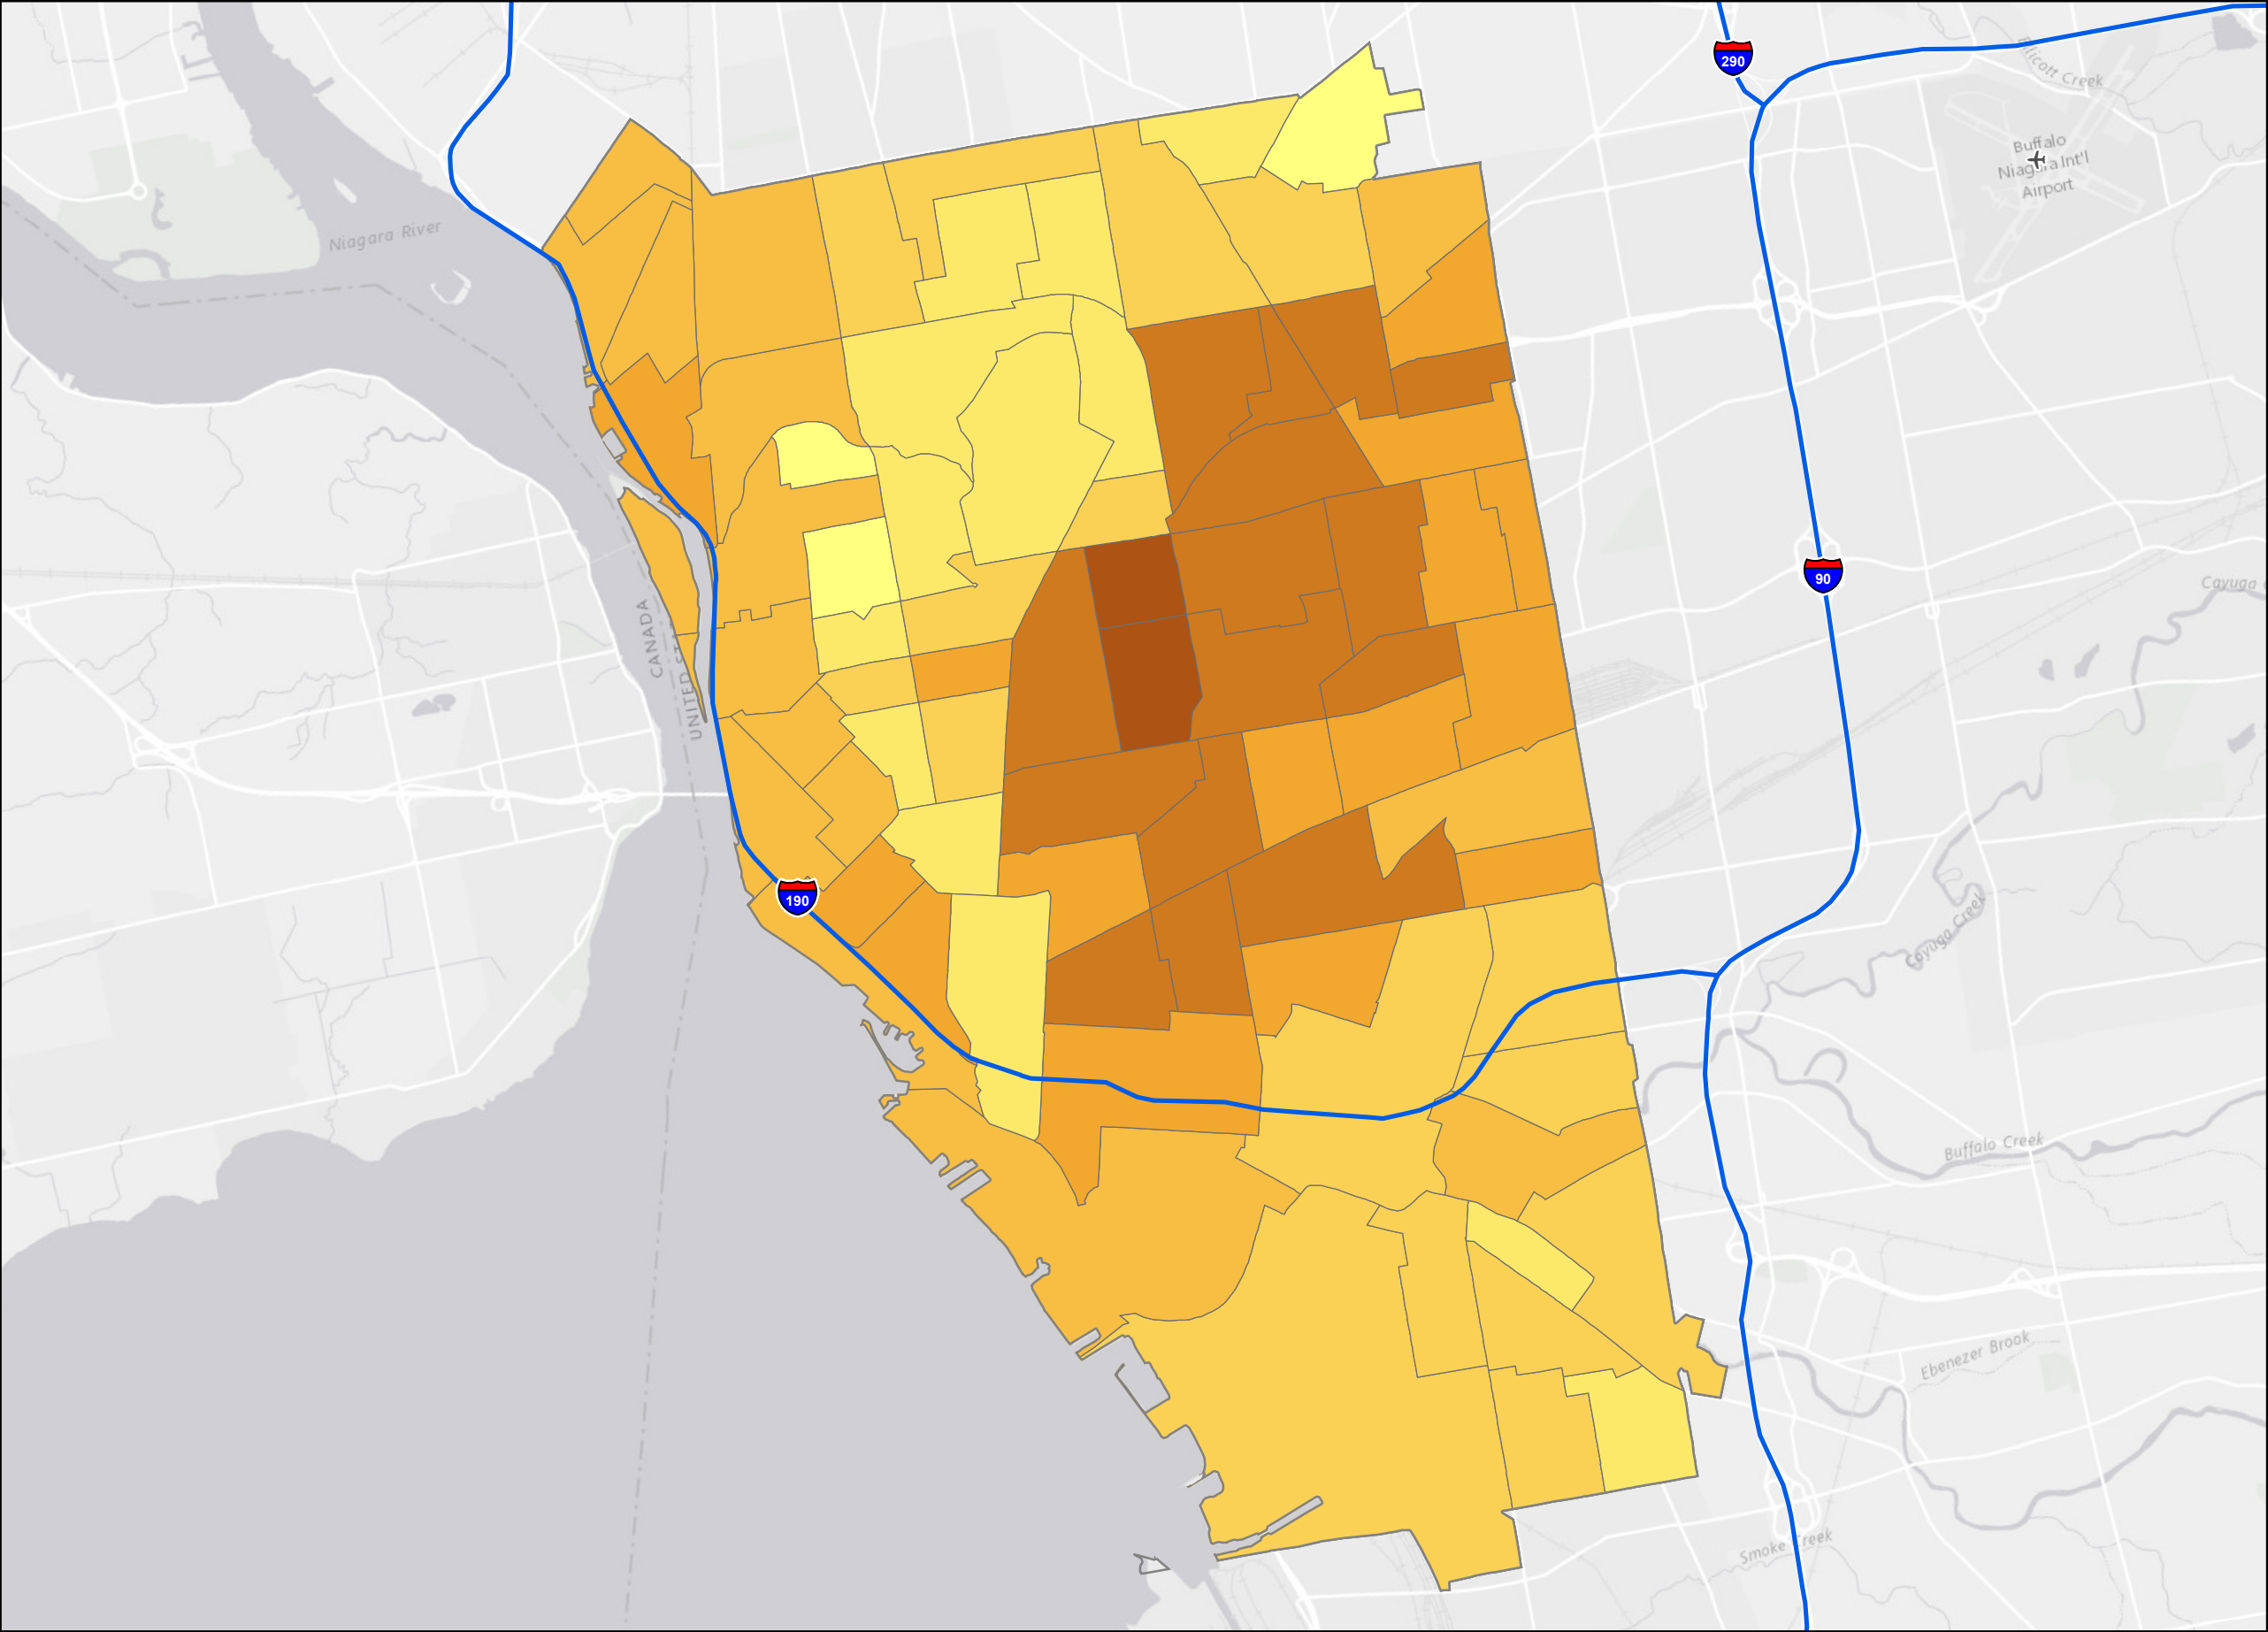 290
Ellicott Creek
Buffalo
Niagara Int'l
Airport
Niagara River
90
Cayuga
CANADA
UNITED ST
190
Cayuga Creek
Buffalo Creek
Ebenezer Brook
Smoke Creek